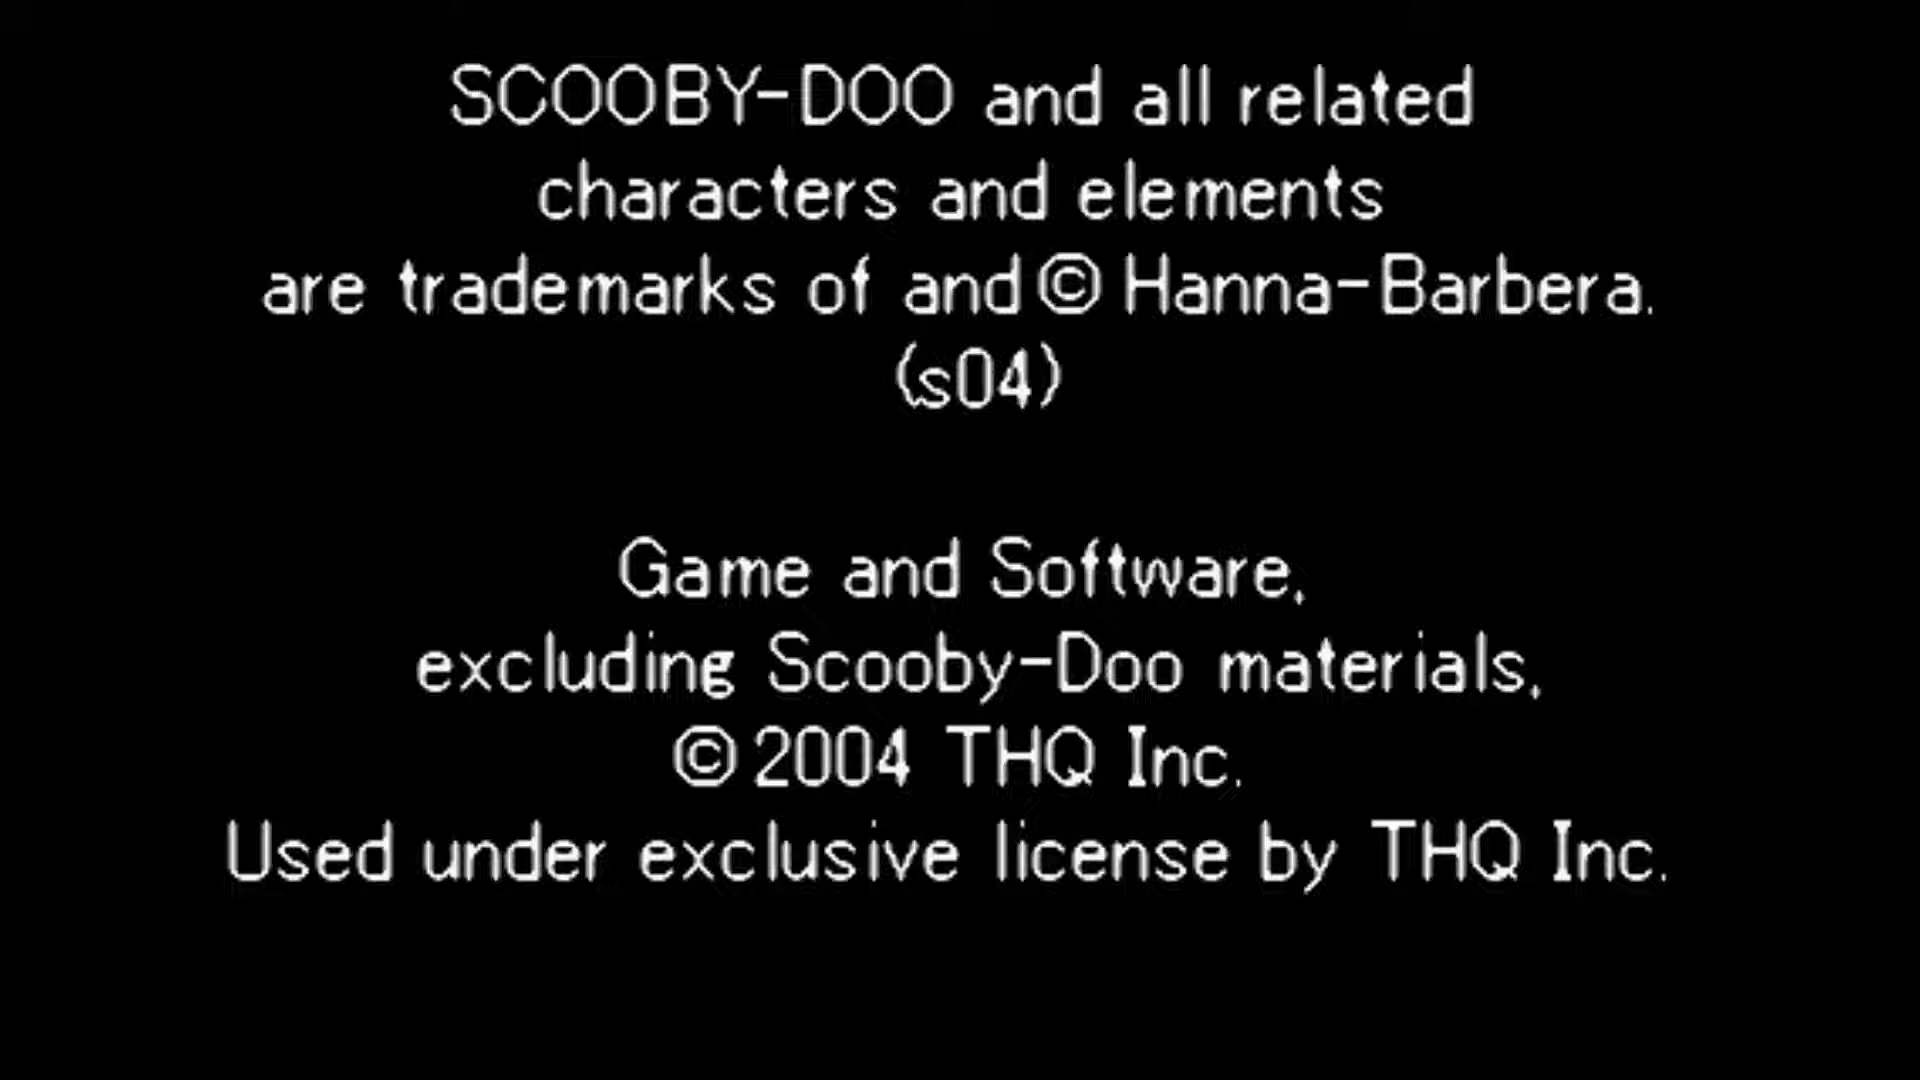 SCOOBY-DOO and all related
characters and elements
are trademarks of and © Hanna-Barbera.
(s04)
Game and Software,
excluding Scooby-Doo materials,
© 2004 THQ Inc.
Used under exclusive license by THQ Inc.